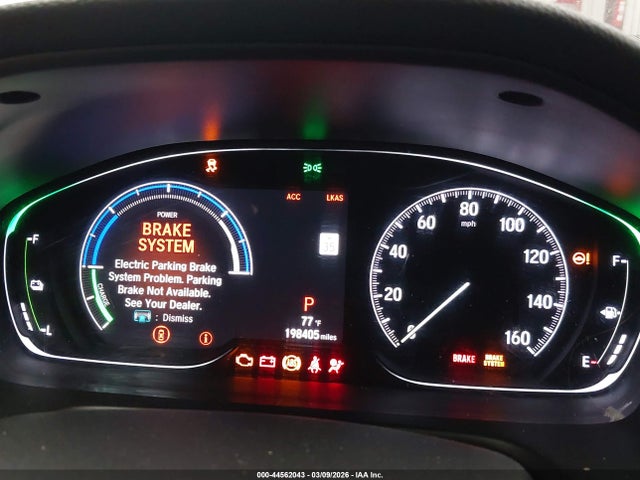 ACC LKAS
POWER
BRAKE
SYSTEM
Electric Parking Brake
System Problem. Parking
Brake Not Available.
See Your Dealer.
: Dismiss
CHARGE
F
L
35
P
77°F
198405 miles
ABS
0 20 40 60 80 100 120 140 160
mph
BRAKE
BRAKE
SYSTEM
F
E
000-44562043 | 03/09/2026 | IAA Inc.